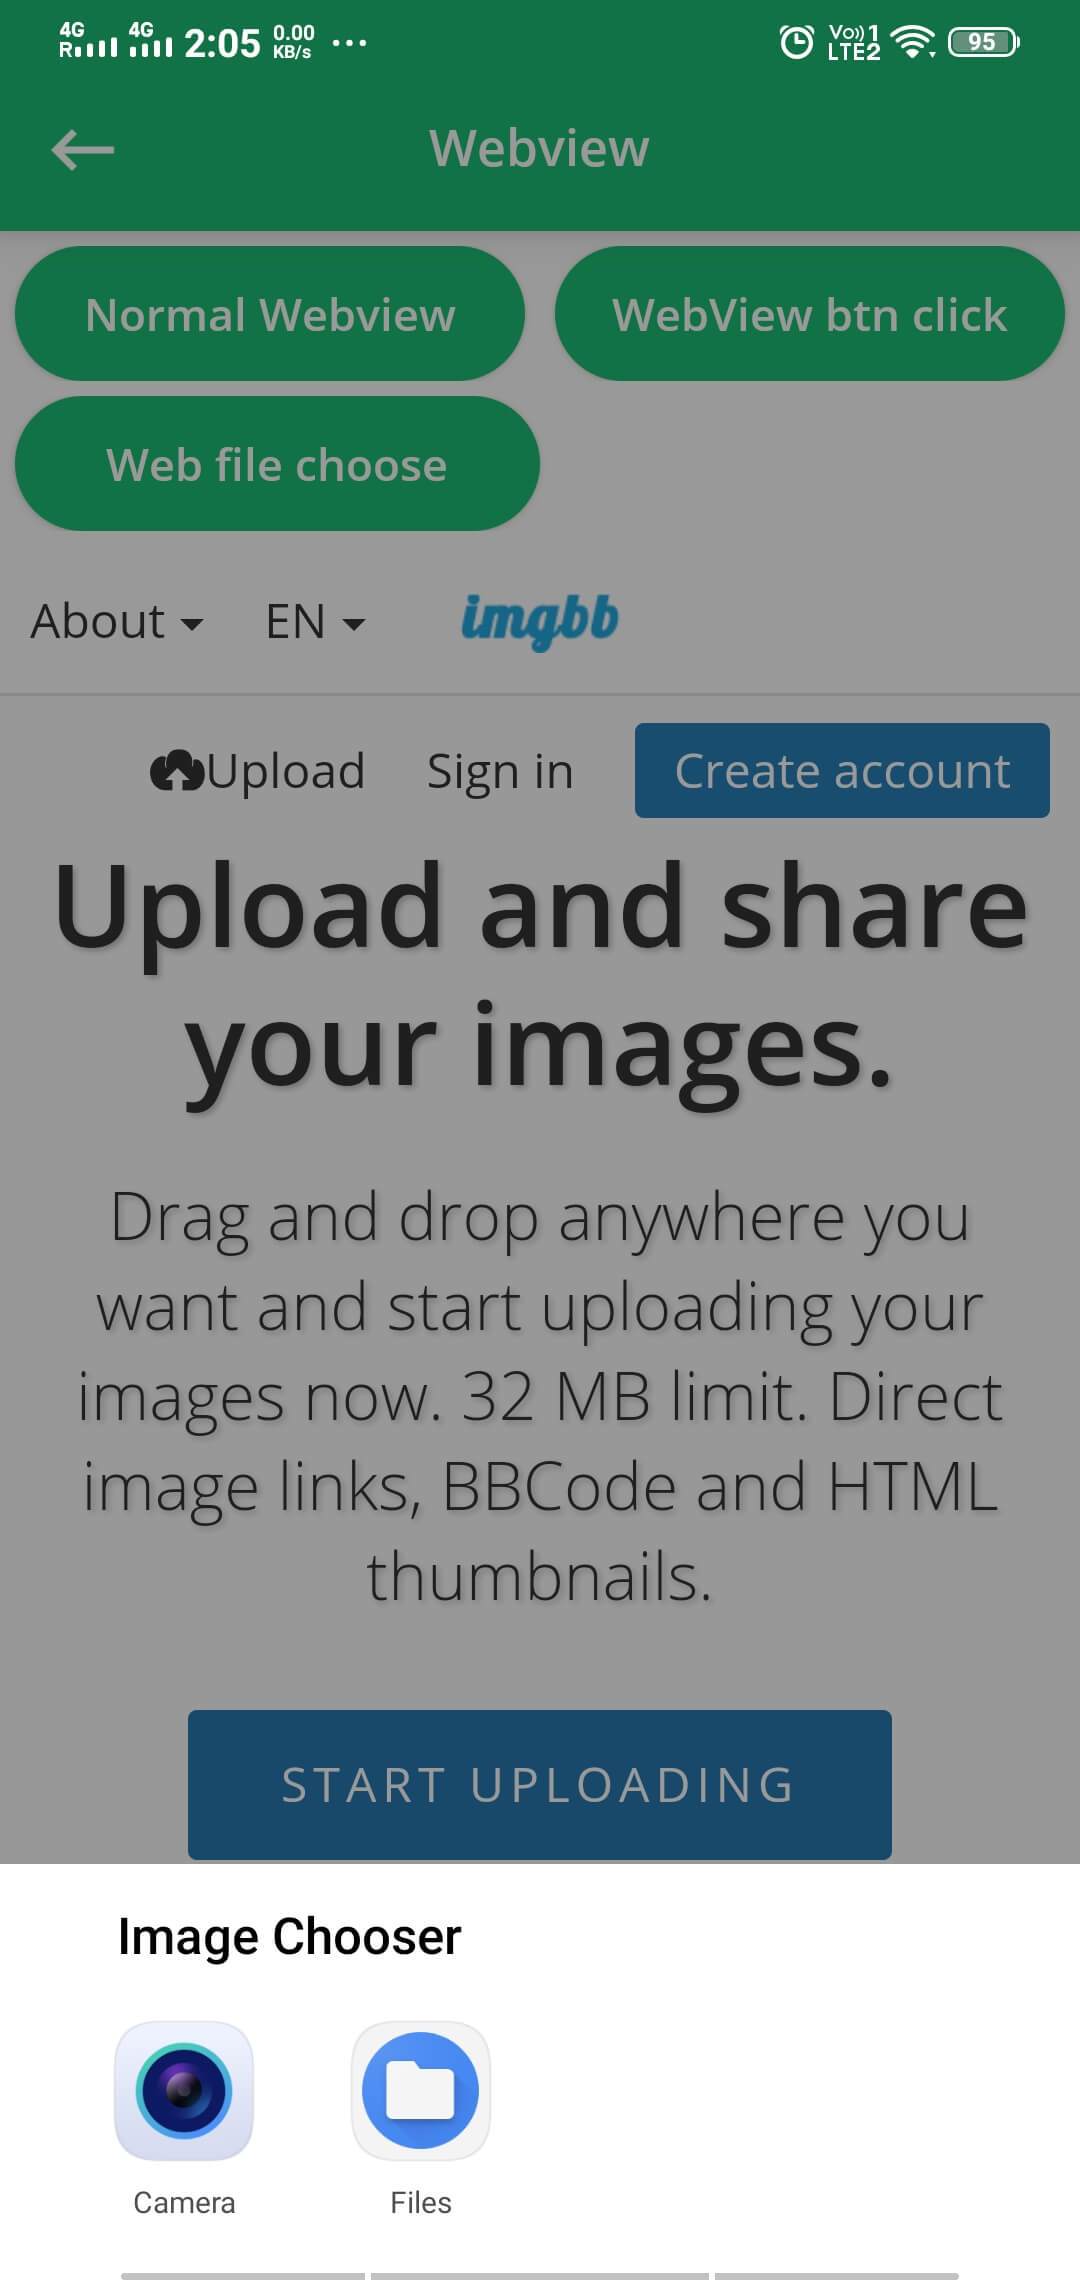 4G 4G 2:05 0.00 Vo)) 1
R KB/s ... LTE2 95
Webview
Normal Webview WebView btn click
Web file choose
About EN imgbb
Upload Sign in Create account
Upload and share
your images.
Drag and drop anywhere you
want and start uploading your
images now. 32 MB limit. Direct
image links, BBCode and HTML
thumbnails.
START UPLOADING
Image Chooser
Camera Files